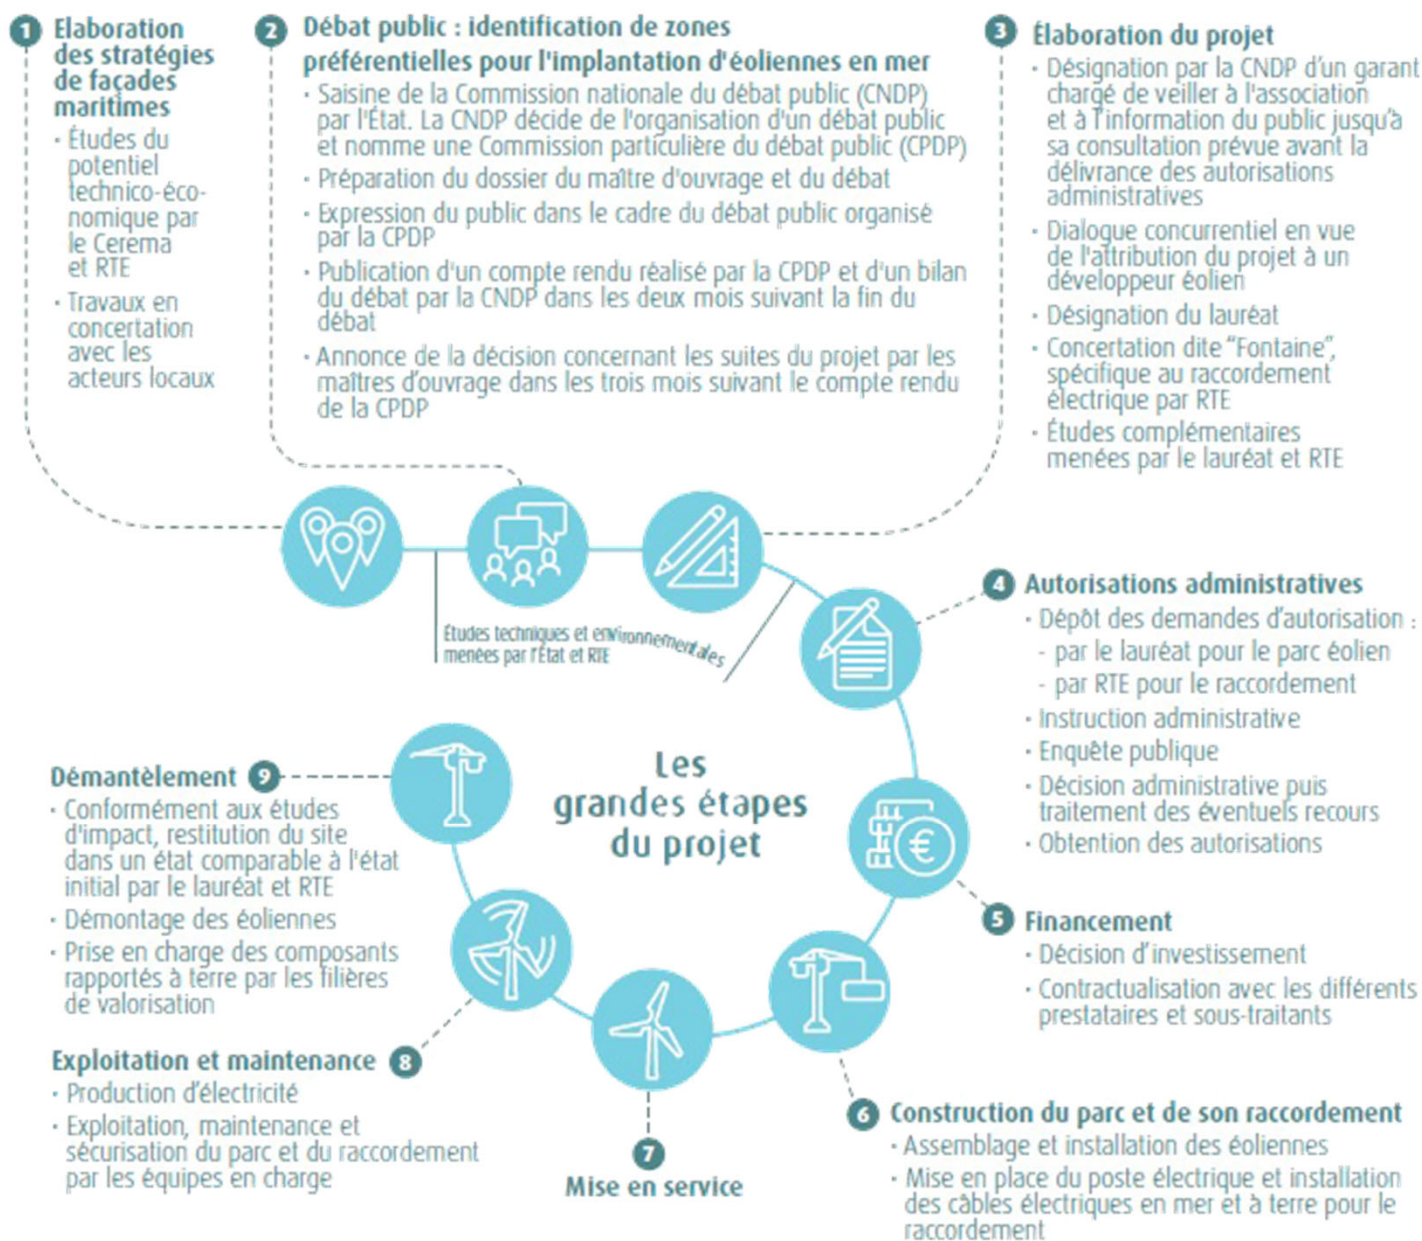 1 Elaboration
des stratégies
de façades
maritimes
· Études du
potentiel
technico-éco-
nomique par
le Cerema
et RTE
· Travaux en
concertation
avec les
acteurs locaux
2 Débat public : identification de zones
préférentielles pour l'implantation d'éoliennes en mer
· Saisine de la Commission nationale du débat public (CNDP)
par l'État. La CNDP décide de l'organisation d'un débat public
et nomme une Commission particulière du débat public (CPDP)
· Préparation du dossier du maître d'ouvrage et du débat
· Expression du public dans le cadre du débat public organisé
par la CPDP
· Publication d'un compte rendu réalisé par la CPDP et d'un bilan
du débat par la CNDP dans les deux mois suivant la fin du
débat
· Annonce de la décision concernant les suites du projet par les
maîtres d'ouvrage dans les trois mois suivant le compte rendu
de la CPDP
3 Élaboration du projet
· Désignation par la CNDP d'un garant
chargé de veiller à l'association
et à l'information du public jusqu'à
sa consultation prévue avant la
délivrance des autorisations
administratives
· Dialogue concurrentiel en vue
de l'attribution du projet à un
développeur éolien
· Désignation du lauréat
· Concertation dite “Fontaine”,
spécifique au raccordement
électrique par RTE
· Études complémentaires
menées par le lauréat et RTE
Études techniques et environnementales
menées par l'État et RTE
4 Autorisations administratives
· Dépôt des demandes d'autorisation :
- par le lauréat pour le parc éolien
- par RTE pour le raccordement
· Instruction administrative
· Enquête publique
· Décision administrative puis
traitement des éventuels recours
· Obtention des autorisations
Les
grandes étapes
du projet
€
5 Financement
· Décision d'investissement
· Contractualisation avec les différents
prestataires et sous-traitants
6 Construction du parc et de son raccordement
· Assemblage et installation des éoliennes
· Mise en place du poste électrique et installation
des câbles électriques en mer et à terre pour le
raccordement
7
Mise en service
Exploitation et maintenance 8
· Production d'électricité
· Exploitation, maintenance et
sécurisation du parc et du raccordement
par les équipes en charge
Démantèlement 9
· Conformément aux études
d'impact, restitution du site
dans un état comparable à l'état
initial par le lauréat et RTE
· Démontage des éoliennes
· Prise en charge des composants
rapportés à terre par les filières
de valorisation